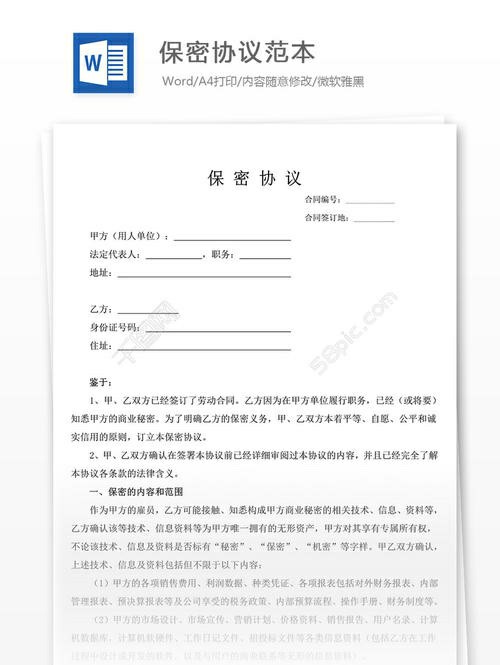 W
保密协议范本
Word/A4打印/内容随意修改/微软雅黑
保 密 协 议
合同编号:__________
合同签订地:__________
甲方（用人单位）:____________________
法定代表人:__________，职务:__________
地址:____________________
乙方:__________
身份证号码:____________________
住址:____________________
鉴于:
1、甲、乙双方已经签订了劳动合同。乙方因为在甲方单位履行职务，已经（或将要）
知悉甲方的商业秘密。为了明确乙方的保密义务，甲、乙双方本着平等、自愿、公平和诚
实信用的原则，订立本保密协议。
2、甲、乙双方确认在签署本协议前已经详细审阅过本协议的内容，并且已经完全了解
本协议各条款的法律含义。
一、保密的内容和范围
作为甲方的雇员，乙方可能接触、知悉构成甲方商业秘密的相关技术、信息、资料等，
乙方确认该等技术、信息资料等为甲方唯一拥有的无形资产，甲方对其享有专属所有权，
不论该技术、信息及资料是否标有“秘密”、“保密”、“机密”等字样。甲乙双方确认，
上述技术、信息及资料包括但不限于以下内容:
（1）甲方的各项销售费用、利润数据、种类凭证、各项报表包括对外财务报表、内部
管理报表、预决算报表等及公司享受的税务政策、内部预算流程、操作手册、财务制度等。
（2）甲方的市场设计、市场宣传、营销计划、价格资料、销售报告、用户名录、计算
机数据库、计算机软硬件、工作日记文件、相投标文件等各类信息资料（包括乙方在工作
过程中设计或开发的、以及与用户的商业联系等无形的信息资料）。
千图网
58pic.com